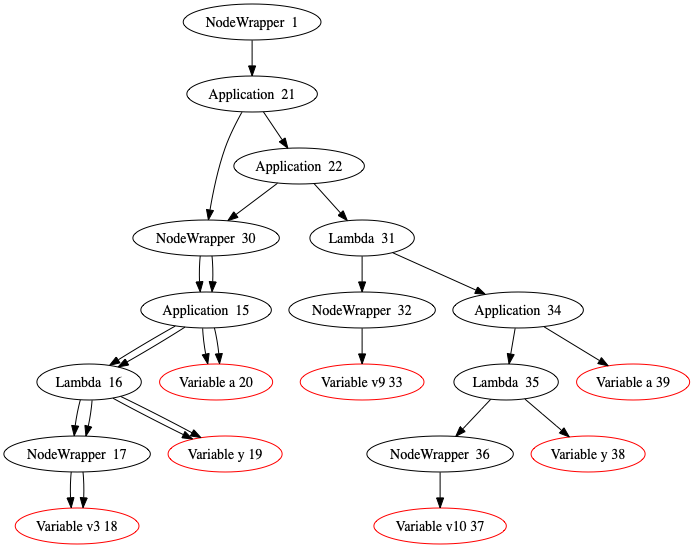 NodeWrapper 1
Application 21
Application 22
NodeWrapper 30
Lambda 31
Application 15
NodeWrapper 32
Application 34
Lambda 16
Variable a 20
Variable v9 33
Lambda 35
Variable a 39
NodeWrapper 17
Variable y 19
NodeWrapper 36
Variable y 38
Variable v3 18
Variable v10 37